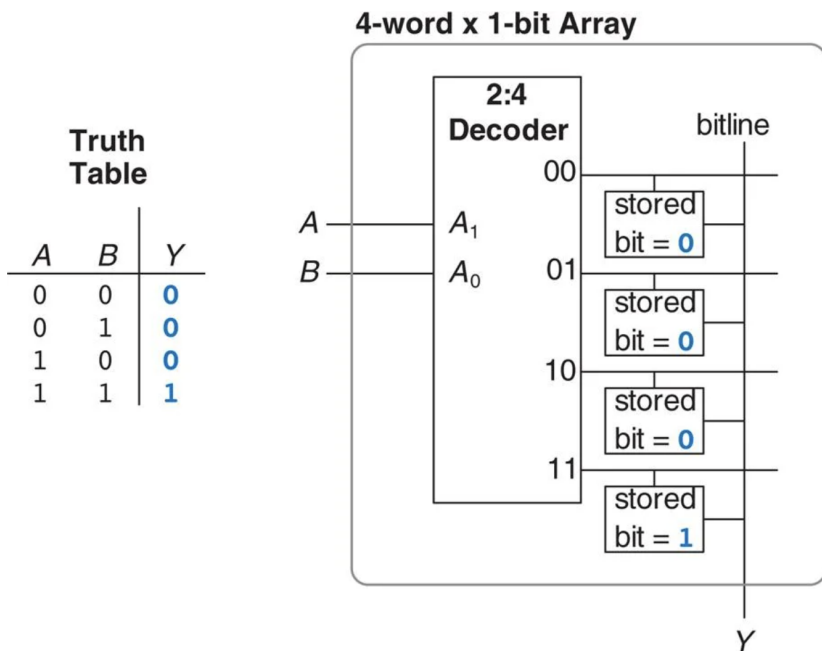 4-word x 1-bit Array
Truth
Table
A B Y
0 0 0
0 1 0
1 0 0
1 1 1
2:4
Decoder
A A₁
B A₀
00
01
10
11
bitline
stored
bit = 0
stored
bit = 0
stored
bit = 0
stored
bit = 1
Y